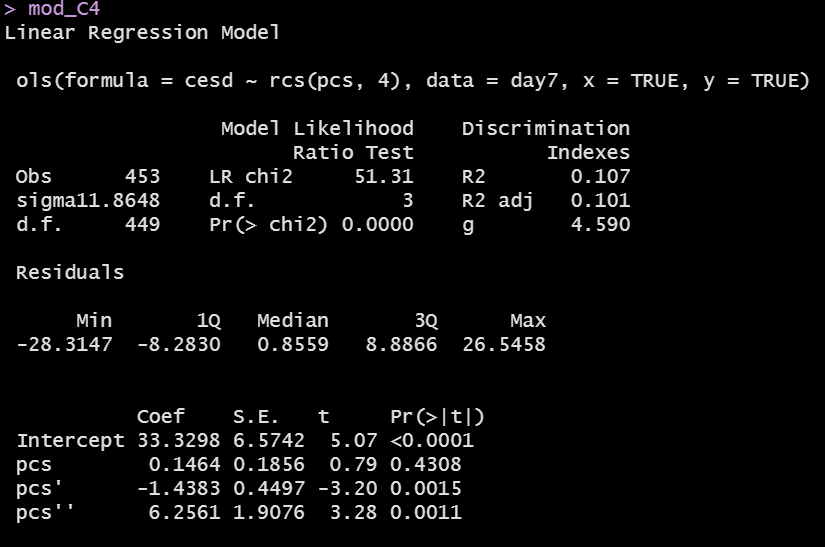 > mod_C4
Linear Regression Model
ols(formula = cesd ~ rcs(pcs, 4), data = day7, x = TRUE, y = TRUE)
Model Likelihood Discrimination
Ratio Test Indexes
Obs 453 LR chi2 51.31 R2 0.107
sigma11.8648 d.f. 3 R2 adj 0.101
d.f. 449 Pr(> chi2) 0.0000 g 4.590
Residuals
Min 1Q Median 3Q Max
-28.3147 -8.2830 0.8559 8.8866 26.5458
Coef S.E. t Pr(>|t|)
Intercept 33.3298 6.5742 5.07 <0.0001
pcs 0.1464 0.1856 0.79 0.4308
pcs' -1.4383 0.4497 -3.20 0.0015
pcs'' 6.2561 1.9076 3.28 0.0011